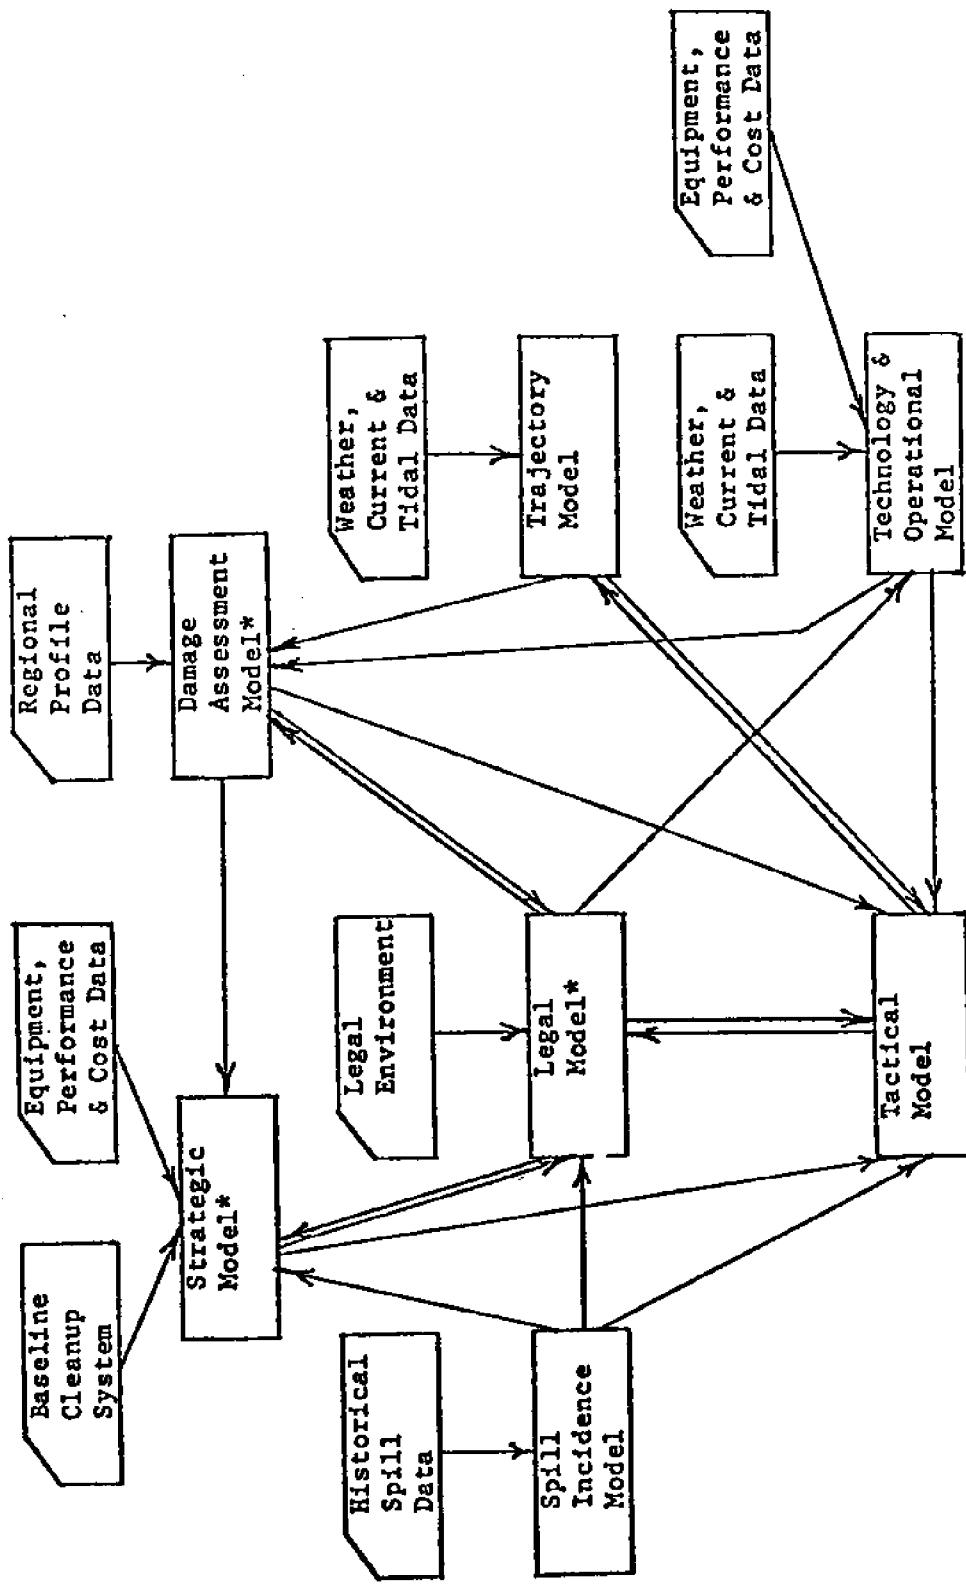 Baseline
Cleanup
System
Equipment,
Performance
& Cost Data
Regional
Profile
Data
Strategic
Model*
Damage
Assessment
Model*
Historical
Spill
Data
Legal
Environment
Weather,
Current &
Tidal Data
Spill
Incidence
Model
Legal
Model*
Trajectory
Model
Weather,
Current &
Tidal Data
Equipment,
Performance
& Cost Data
Tactical
Model
Technology &
Operational
Model